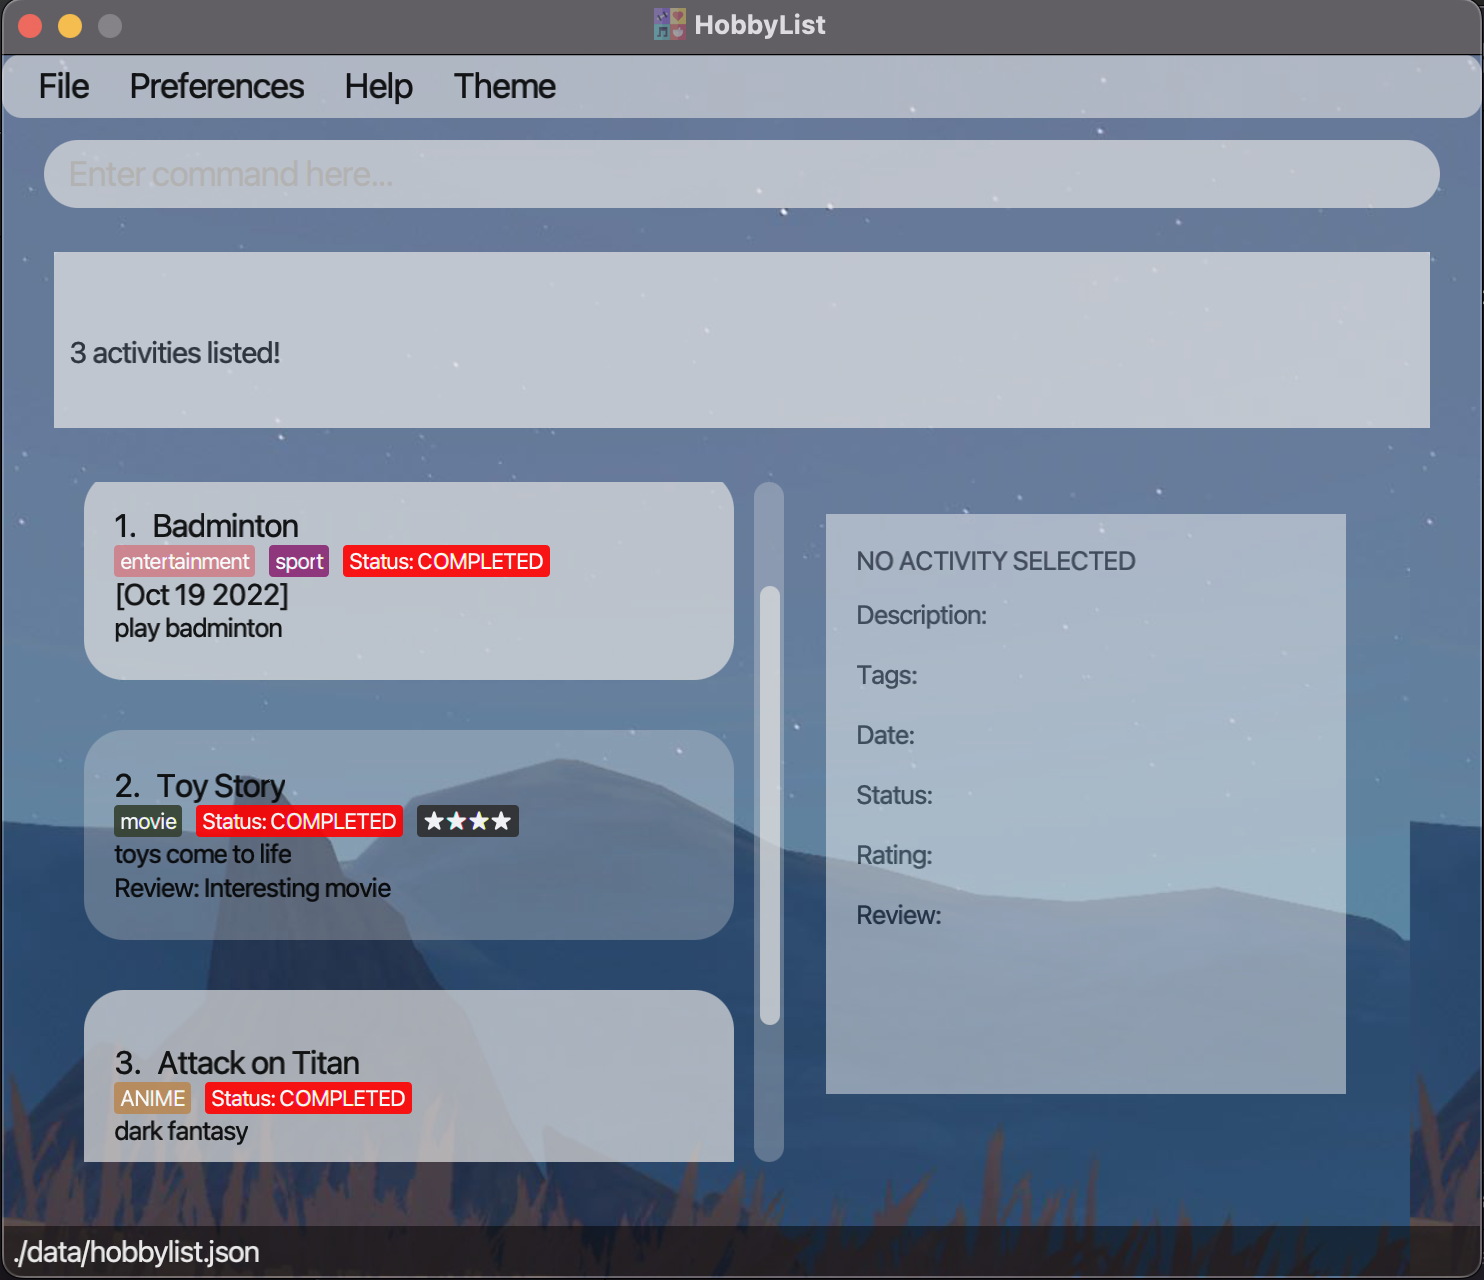 HobbyList
File Preferences Help Theme
Enter command here...
3 activities listed!
1. Badminton
entertainment sport Status: COMPLETED
[Oct 19 2022]
play badminton
2. Toy Story
movie Status: COMPLETED ★★★★
toys come to life
Review: Interesting movie
3. Attack on Titan
ANIME Status: COMPLETED
dark fantasy
NO ACTIVITY SELECTED
Description:
Tags:
Date:
Status:
Rating:
Review:
./data/hobbylist.json